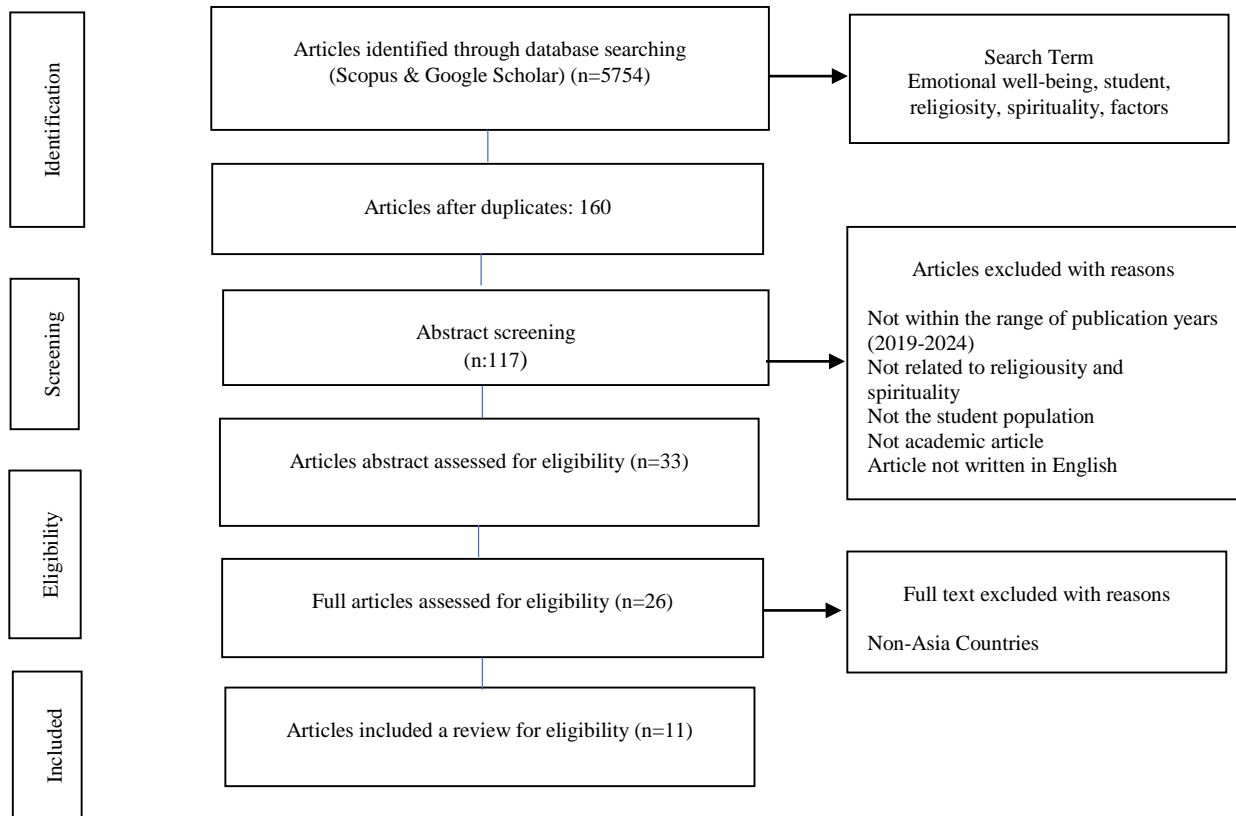 Identification
Articles identified through database searching
(Scopus & Google Scholar) (n=5754)
Search Term
Emotional well-being, student,
religiosity, spirituality, factors
Articles after duplicates: 160
Screening
Abstract screening
(n:117)
Articles excluded with reasons
Not within the range of publication years
(2019-2024)
Not related to religiousity and
spirituality
Not the student population
Not academic article
Article not written in English
Articles abstract assessed for eligibility (n=33)
Eligibility
Full articles assessed for eligibility (n=26)
Full text excluded with reasons
Non-Asia Countries
Included
Articles included a review for eligibility (n=11)